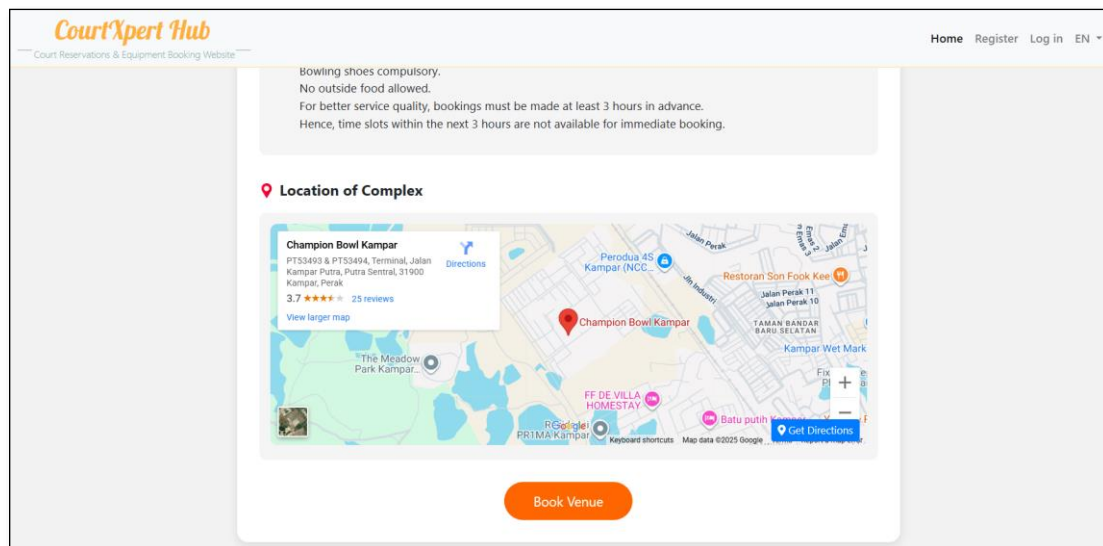 CourtXpert Hub
Court Reservations & Equipment Booking Website
Home Register Log in EN
Bowling shoes compulsory.
No outside food allowed.
For better service quality, bookings must be made at least 3 hours in advance.
Hence, time slots within the next 3 hours are not available for immediate booking.
Location of Complex
Champion Bowl Kampar
PT53493 & PT53494, Terminal, Jalan
Kampar Putra, Putra Sentral, 31900
Kampar, Perak
3.7 25 reviews
View larger map
Directions
Jalan Perak
Perodua 4S
Kampar (NCC...
Jln Industri
Restoran Son Fook Kee
Jalan Perak 11
Jalan Perak 10
Champion Bowl Kampar
TAMAN BANDAR
BARU SELATAN
Kampar Wet Mark
The Meadow
Park Kampar...
FF DE VILLA
HOMESTAY
Batu putih
PR1MA Kampar
Google
Keyboard shortcuts Map data ©2025 Google
Get Directions
Book Venue